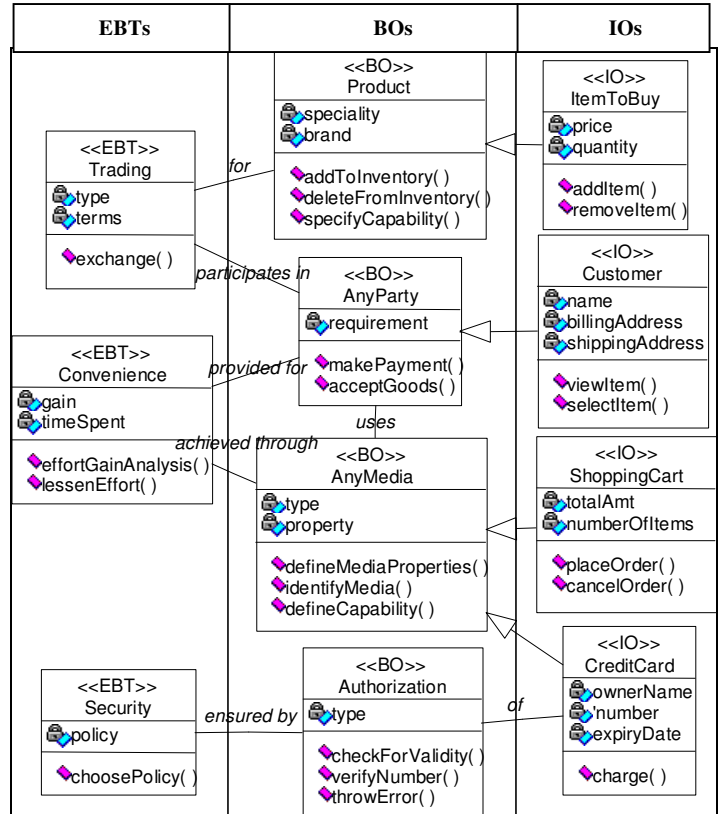 EBTs
BOs
IOs
<<EBT>>
Trading
type
terms
exchange( )
<<EBT>>
Convenience
gain
timeSpent
effortGainAnalysis( )
lessenEffort( )
<<EBT>>
Security
policy
choosePolicy( )
for
participates in
provided for
achieved through
ensured by
<<BO>>
Product
speciality
brand
addToInventory( )
deleteFromInventory( )
specifyCapability( )
<<BO>>
AnyParty
requirement
makePayment( )
acceptGoods( )
uses
<<BO>>
AnyMedia
type
property
defineMediaProperties( )
identifyMedia( )
defineCapability( )
<<BO>>
Authorization
type
checkForValidity( )
verifyNumber( )
throwError( )
of
<<IO>>
ItemToBuy
price
quantity
addItem( )
removeItem( )
<<IO>>
Customer
name
billingAddress
shippingAddress
viewItem( )
selectItem( )
<<IO>>
ShoppingCart
totalAmt
numberOfItems
placeOrder( )
cancelOrder( )
<<IO>>
CreditCard
ownerName
'number
expiryDate
charge( )